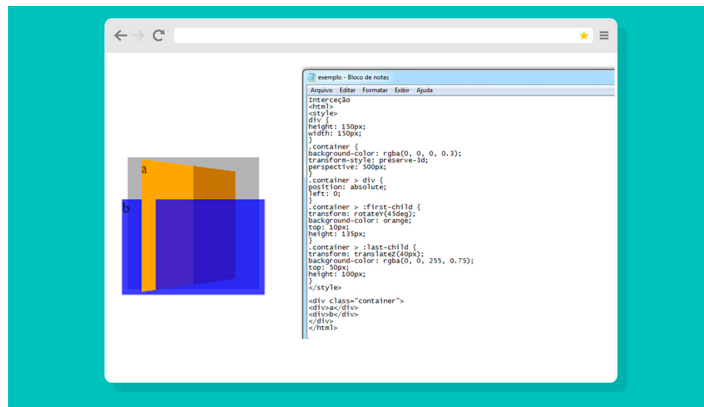 exemplo - Bloco de notas
Arquivo Editar Formatar Exibir Ajuda
Interceção
<html>
<style>
div {
height: 150px;
width: 150px;
}
.container {
background-color: rgba(0, 0, 0, 0.3);
transform-style: preserve-3d;
perspective: 500px;
}
.container > div {
position: absolute;
left: 0;
}
.container > :first-child {
transform: rotateY(45deg);
background-color: orange;
top: 10px;
height: 135px;
}
.container > :last-child {
transform: translateZ(40px);
background-color: rgba(0, 0, 255, 0.75);
top: 50px;
height: 100px;
}
</style>
<div class="container">
<div>a</div>
<div>b</div>
</div>
</html>
a
b